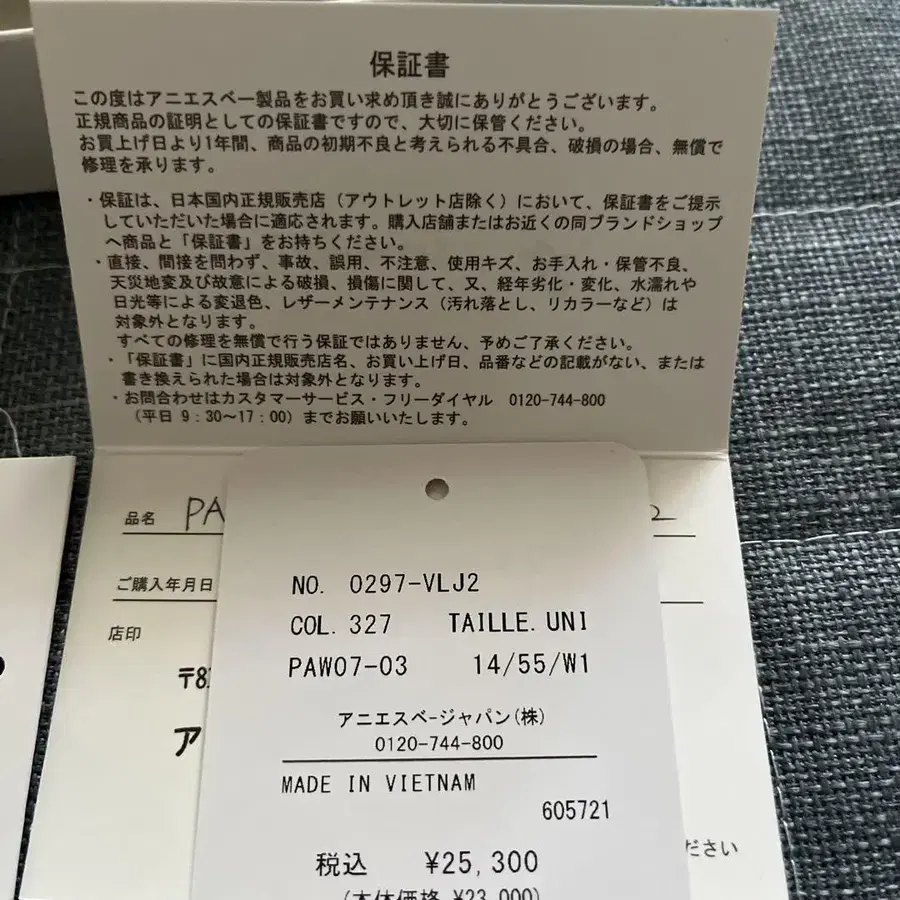 保証書
この度はアニエスベー製品をお買い求め頂き誠にありがとうございます。
正規商品の証明としての保証書ですので、大切に保管ください。
お買上げ日より1年間、商品の初期不良と考えられる不具合、破損の場合、無償で
修理を承ります。
・保証は、日本国内正規販売店（アウトレット店除く）において、保証書をご提示
していただいた場合に適応されます。購入店舗またはお近くの同ブランドショップ
へ商品と「保証書」をお持ちください。
・直接、間接を問わず、事故、誤用、不注意、使用キズ、お手入れ・保管不良、
天災地変及び故意による破損、損傷に関して、又、経年劣化・変化、水濡れや
日光等による変退色、レザーメンテナンス（汚れ落とし、リカラーなど）は
対象外となります。
すべての修理を無償で行う保証ではありません、予めご了承ください。
・「保証書」に国内正規販売店名、お買い上げ日、品番などの記載がない、または
書き換えられた場合は対象外となります。
・お問合わせはカスタマーサービス・フリーダイヤル 0120-744-800
（平日 9：30～17：00）までお願いいたします。
品名 PA 2
ご購入年月日
店印
〒8
ア
ださい
NO. 0297-VLJ2
COL. 327 TAILLE. UNI
PAW07-03 14/55/W1
アニエスベージャパン(株)
0120-744-800
MADE IN VIETNAM
605721
税込 ¥25,300
(本体価格 ¥23,000)